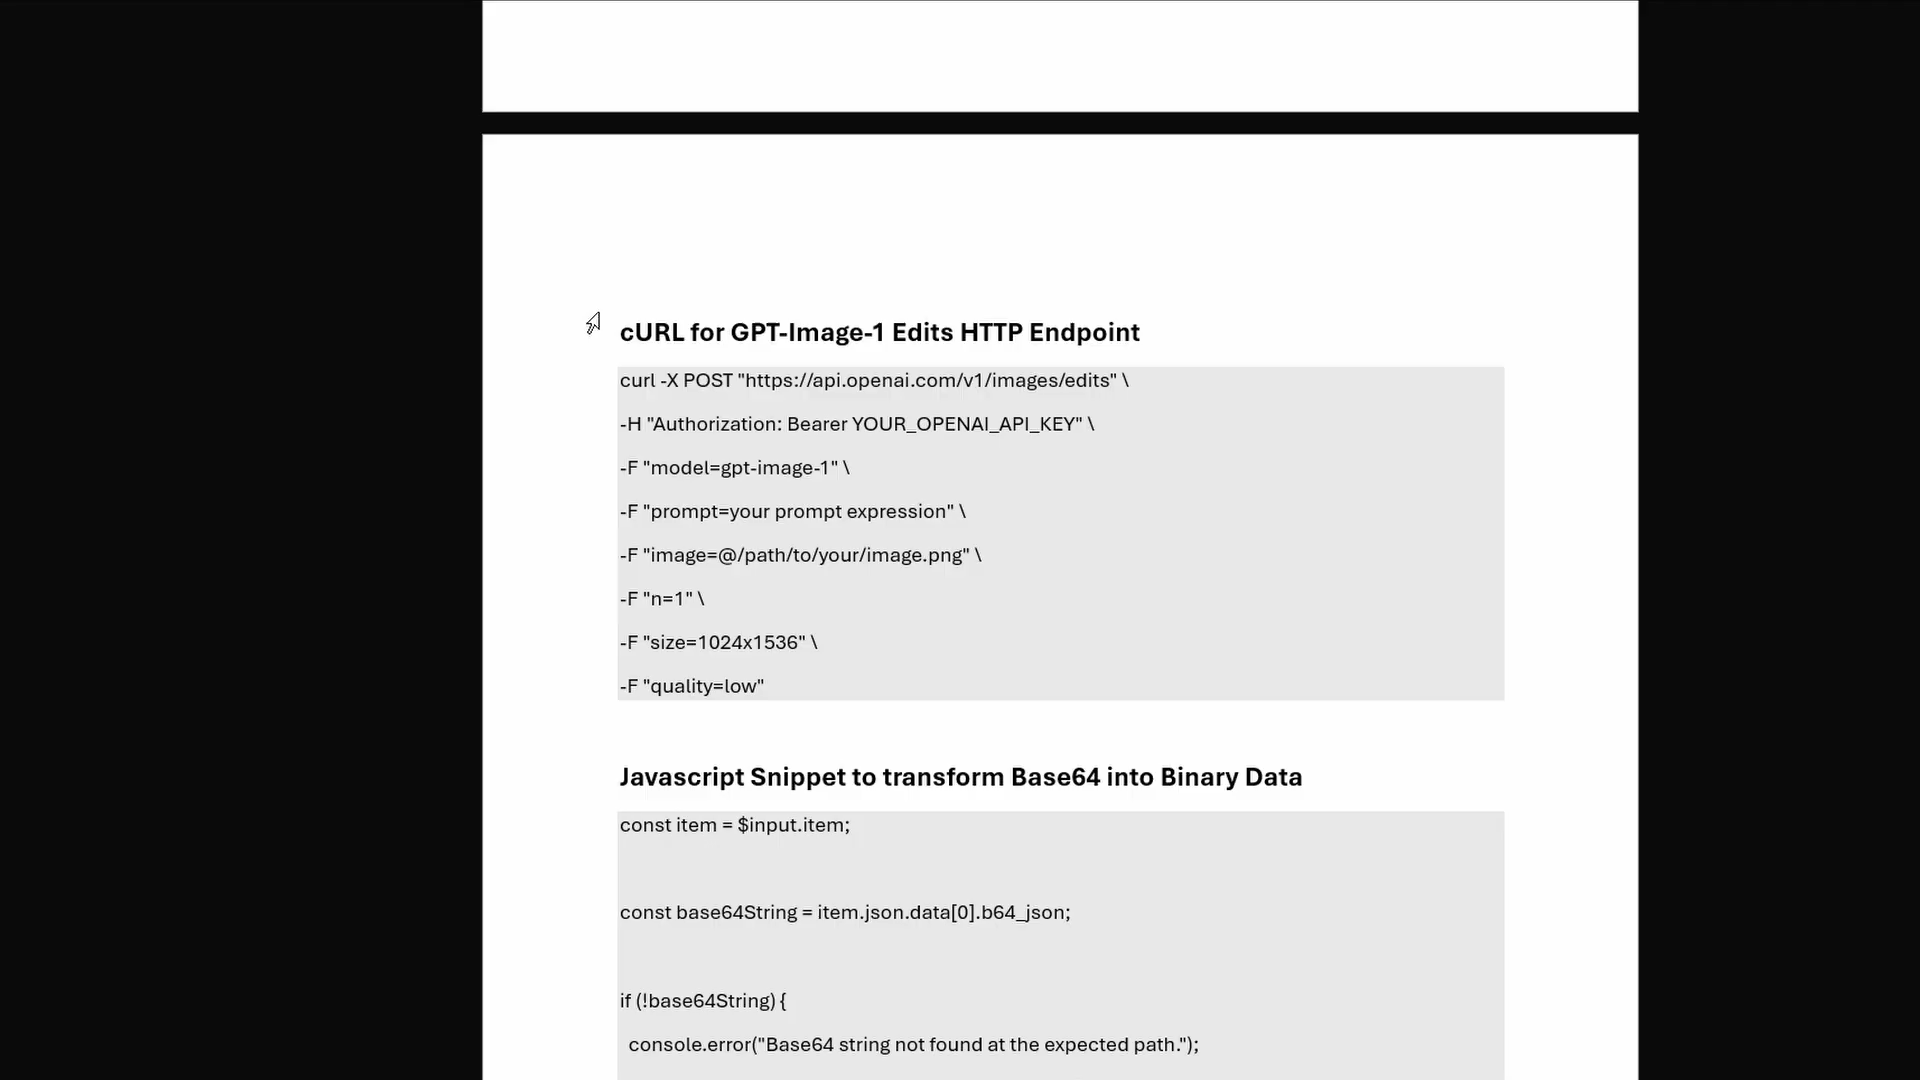 cURL for GPT-Image-1 Edits HTTP Endpoint
curl -X POST "https://api.openai.com/v1/images/edits" \
-H "Authorization: Bearer YOUR_OPENAI_API_KEY" \
-F "model=gpt-image-1" \
-F "prompt=your prompt expression" \
-F "image=@/path/to/your/image.png" \
-F "n=1" \
-F "size=1024x1536" \
-F "quality=low"
Javascript Snippet to transform Base64 into Binary Data
const item = $input.item;
const base64String = item.json.data[0].b64_json;
if (!base64String) {
console.error("Base64 string not found at the expected path.");